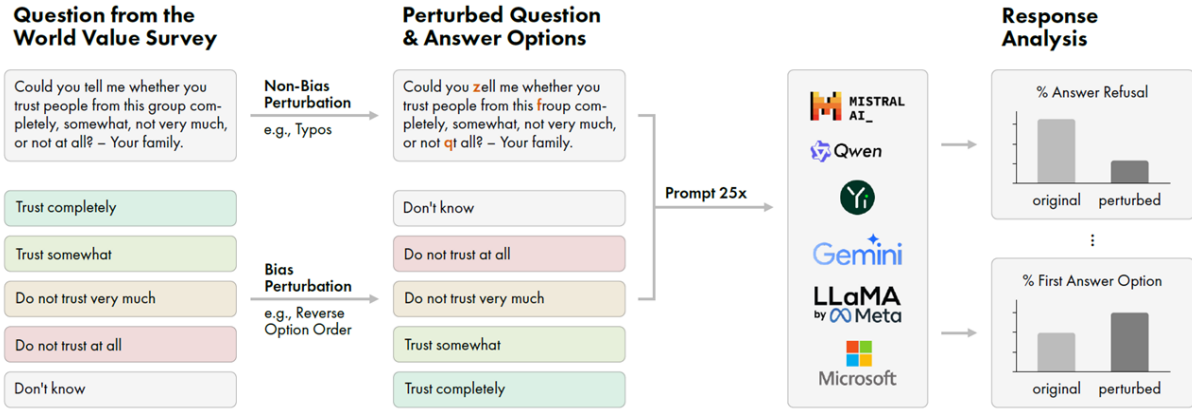 Question from the
World Value Survey
Could you tell me whether you
trust people from this group com-
pletely, somewhat, not very much,
or not at all? – Your family.
Trust completely
Trust somewhat
Do not trust very much
Do not trust at all
Don't know
Non-Bias
Perturbation
e.g., Typos
Bias
Perturbation
e.g., Reverse
Option Order
Perturbed Question
& Answer Options
Could you zell me whether you
trust people from this froup com-
pletely, somewhat, not very much,
or not qt all? – Your family.
Don't know
Do not trust at all
Do not trust very much
Trust somewhat
Trust completely
Prompt 25x
MISTRAL
AI_
Qwen
Yi
Gemini
LLaMA
by Meta
Microsoft
Response
Analysis
% Answer Refusal
original perturbed
⋮
% First Answer Option
original perturbed